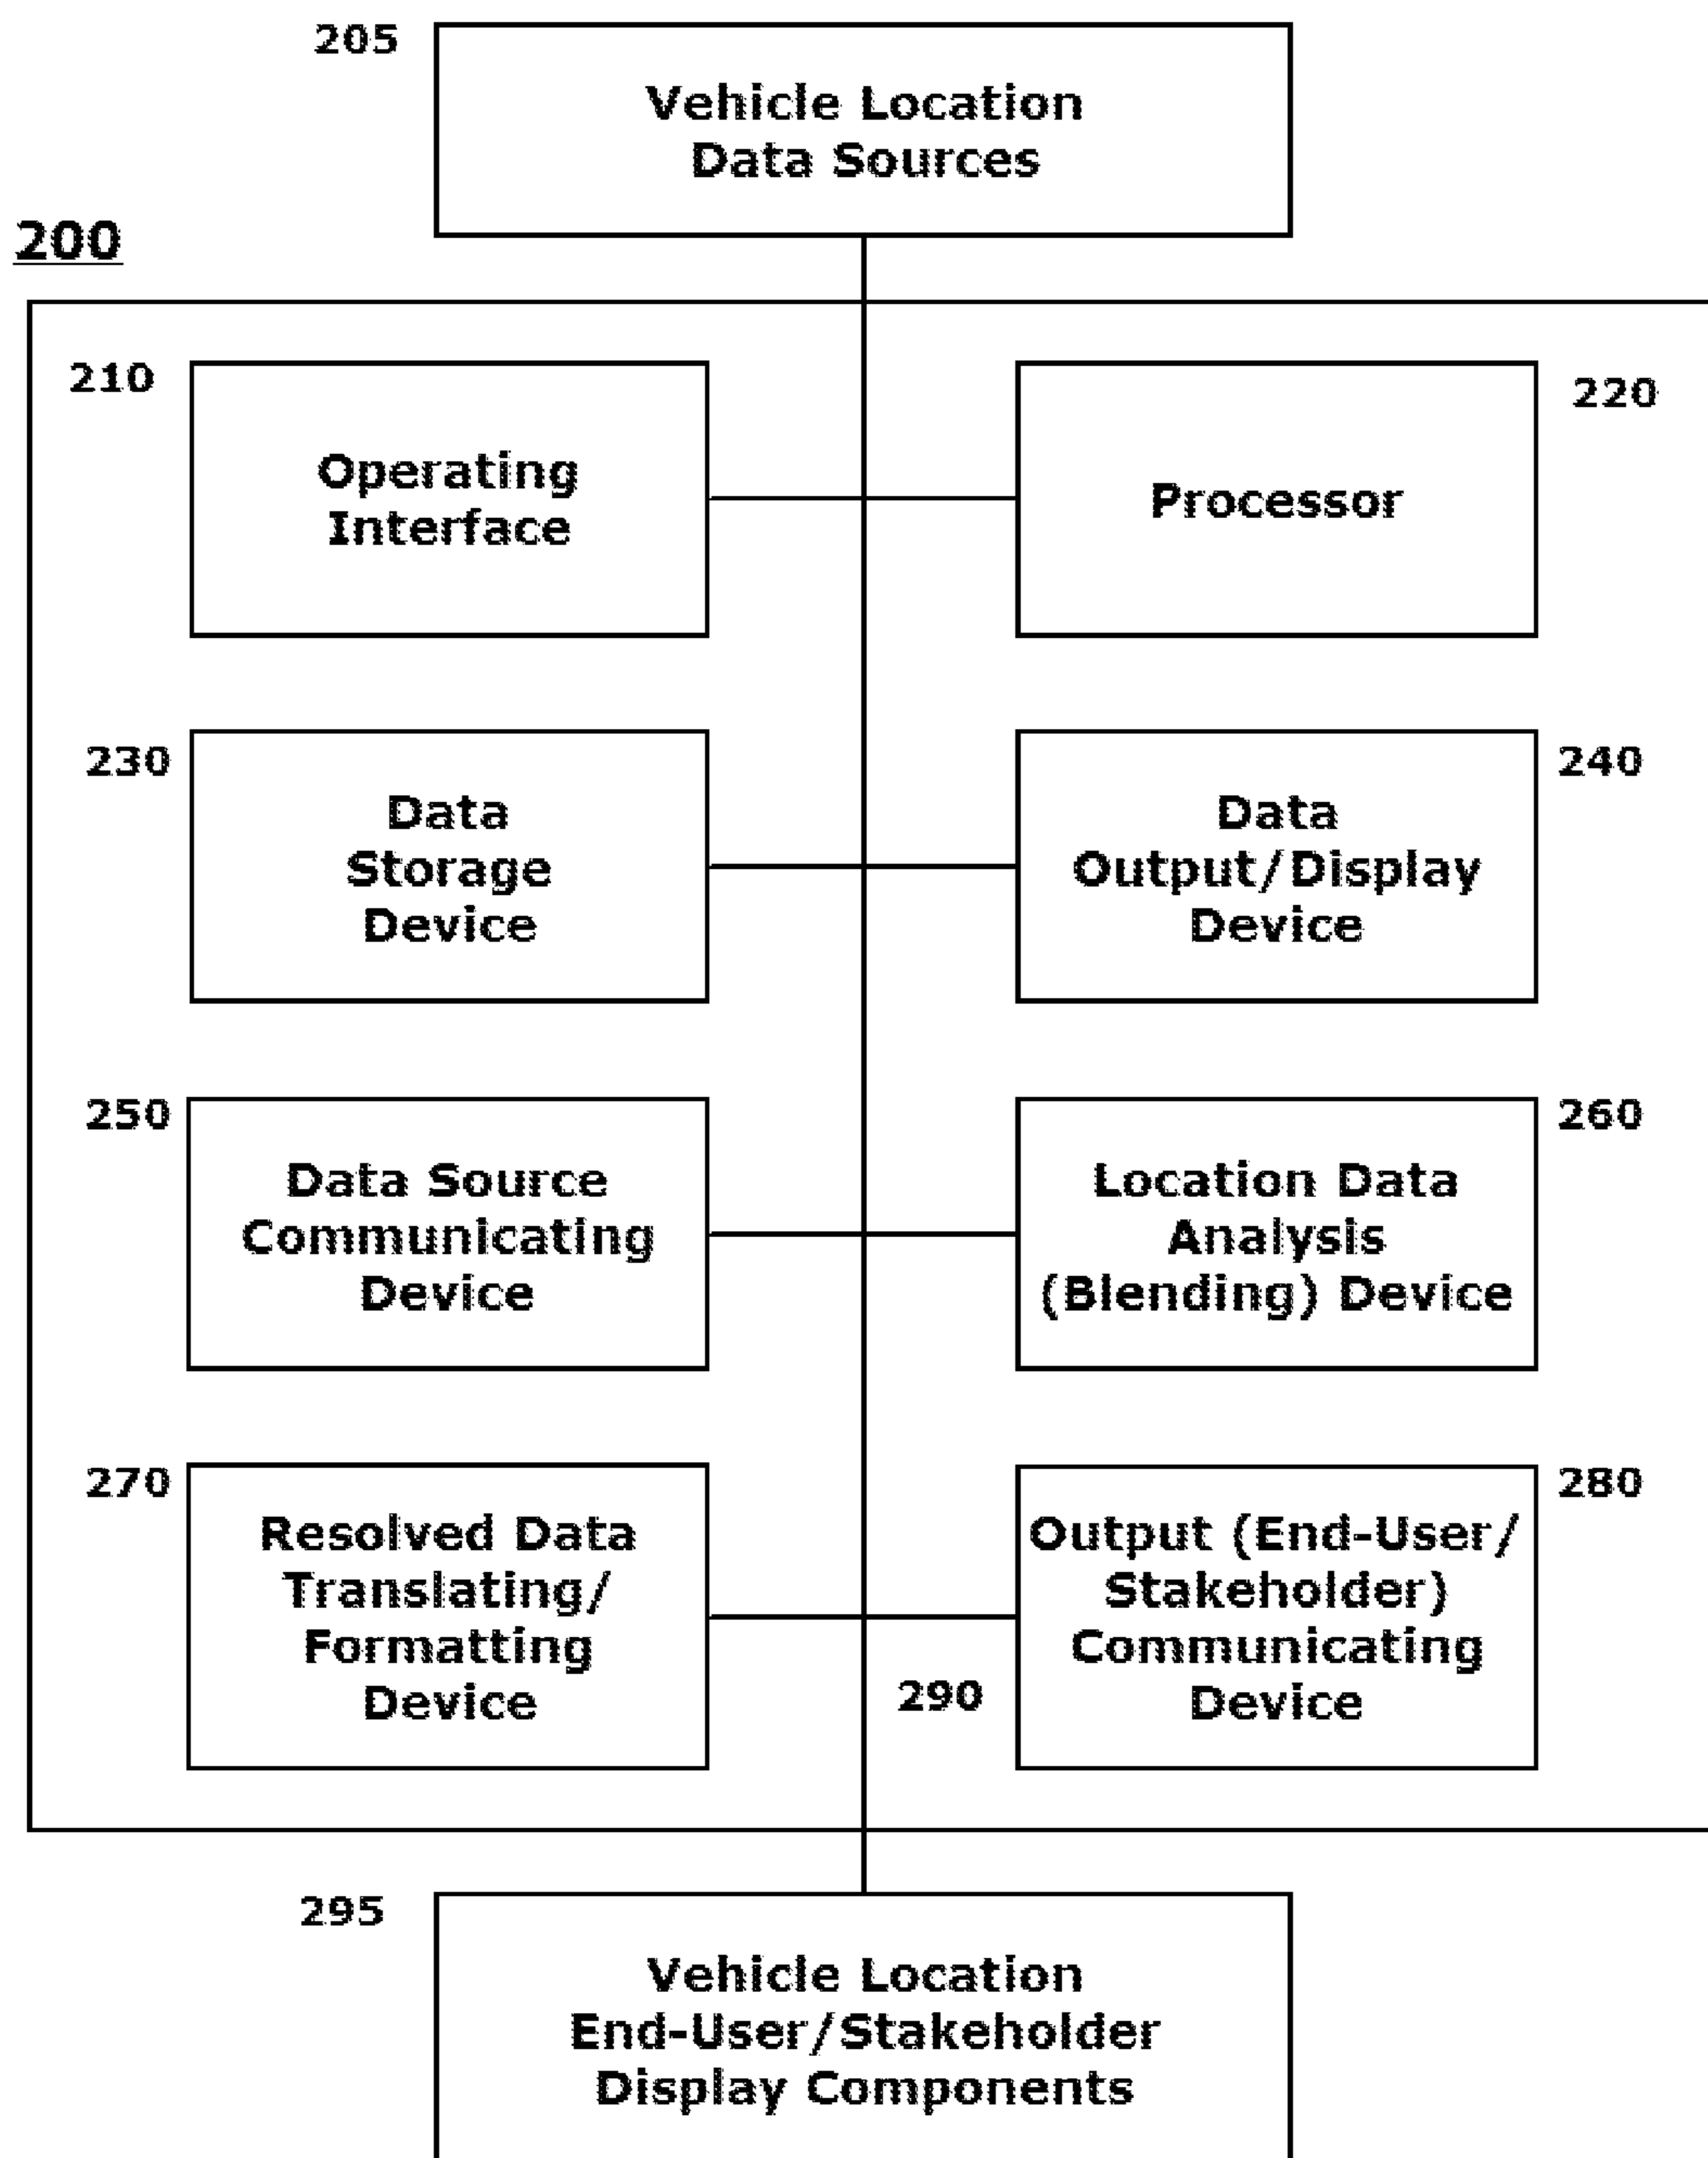 205
Vehicle Location
Data Sources
200
210
Operating
Interface
220
Processor
230
Data
Storage
Device
240
Data
Output/Display
Device
250
Data Source
Communicating
Device
260
Location Data
Analysis
(Blending) Device
270
Resolved Data
Translating/
Formatting
Device
280
Output (End-User/
Stakeholder)
Communicating
Device
290
295
Vehicle Location
End-User/Stakeholder
Display Components